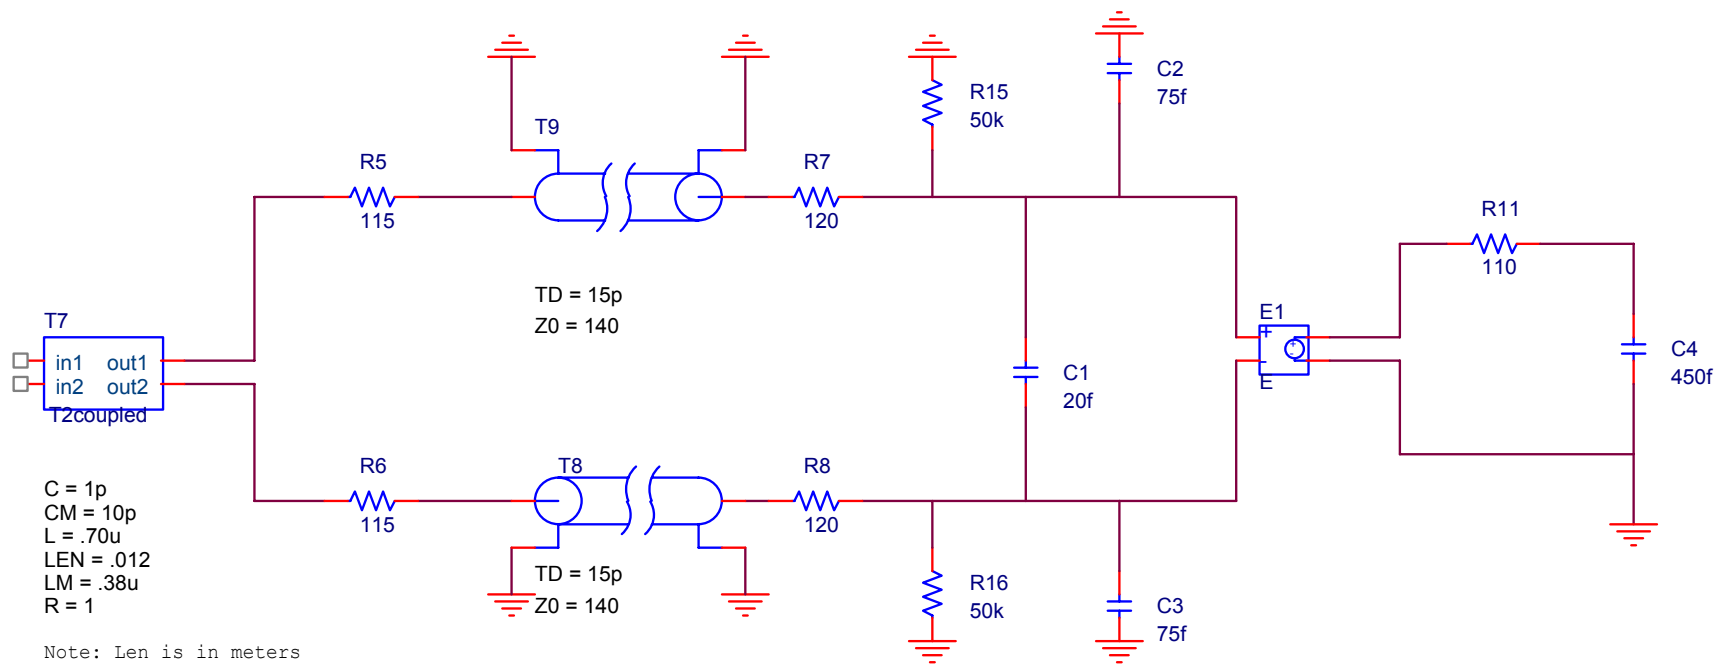 C2
75f
R15
50k
T9
R5
115
R7
120
R11
110
TD = 15p
Z0 = 140
T7
in1 out1
in2 out2
T2coupled
E1
+
-
+
-
E
C1
20f
C4
450f
C = 1p
CM = 10p
L = .70u
LEN = .012
LM = .38u
R = 1
R6
115
T8
R8
120
TD = 15p
Z0 = 140
R16
50k
C3
75f
Note: Len is in meters